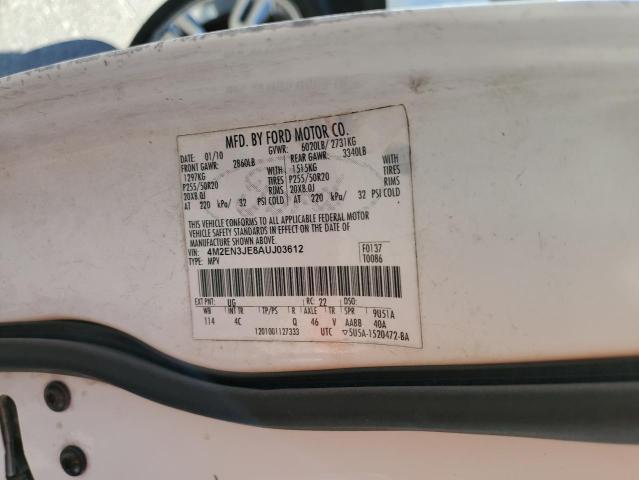 MFD. BY FORD MOTOR CO.
DATE: 01/10 GVWR: 6020LB/ 2731KG
FRONT GAWR: 2860LB REAR GAWR: 3340LB
1297KG WITH 1515KG WITH
P255/50R20 TIRES P255/50R20 TIRES
20X8.0J RIMS 20X8.0J RIMS
AT 220 kPa/ 32 PSI COLD AT 220 kPa/ 32 PSI COLD
THIS VEHICLE CONFORMS TO ALL APPLICABLE FEDERAL MOTOR
VEHICLE SAFETY STANDARDS IN EFFECT ON THE DATE OF
MANUFACTURE SHOWN ABOVE.
VIN: 4M2EN3JE8AUJ03612 F0137
TYPE: MPV T0086
EXT PNT: UG RC: 22 DSO:
WB INT TR TP/PS R AXLE TR SPR 9U51A
114 4C Q 46 V AABB 40A
1201001127333 UTC ▽5U5A-1520472-BA